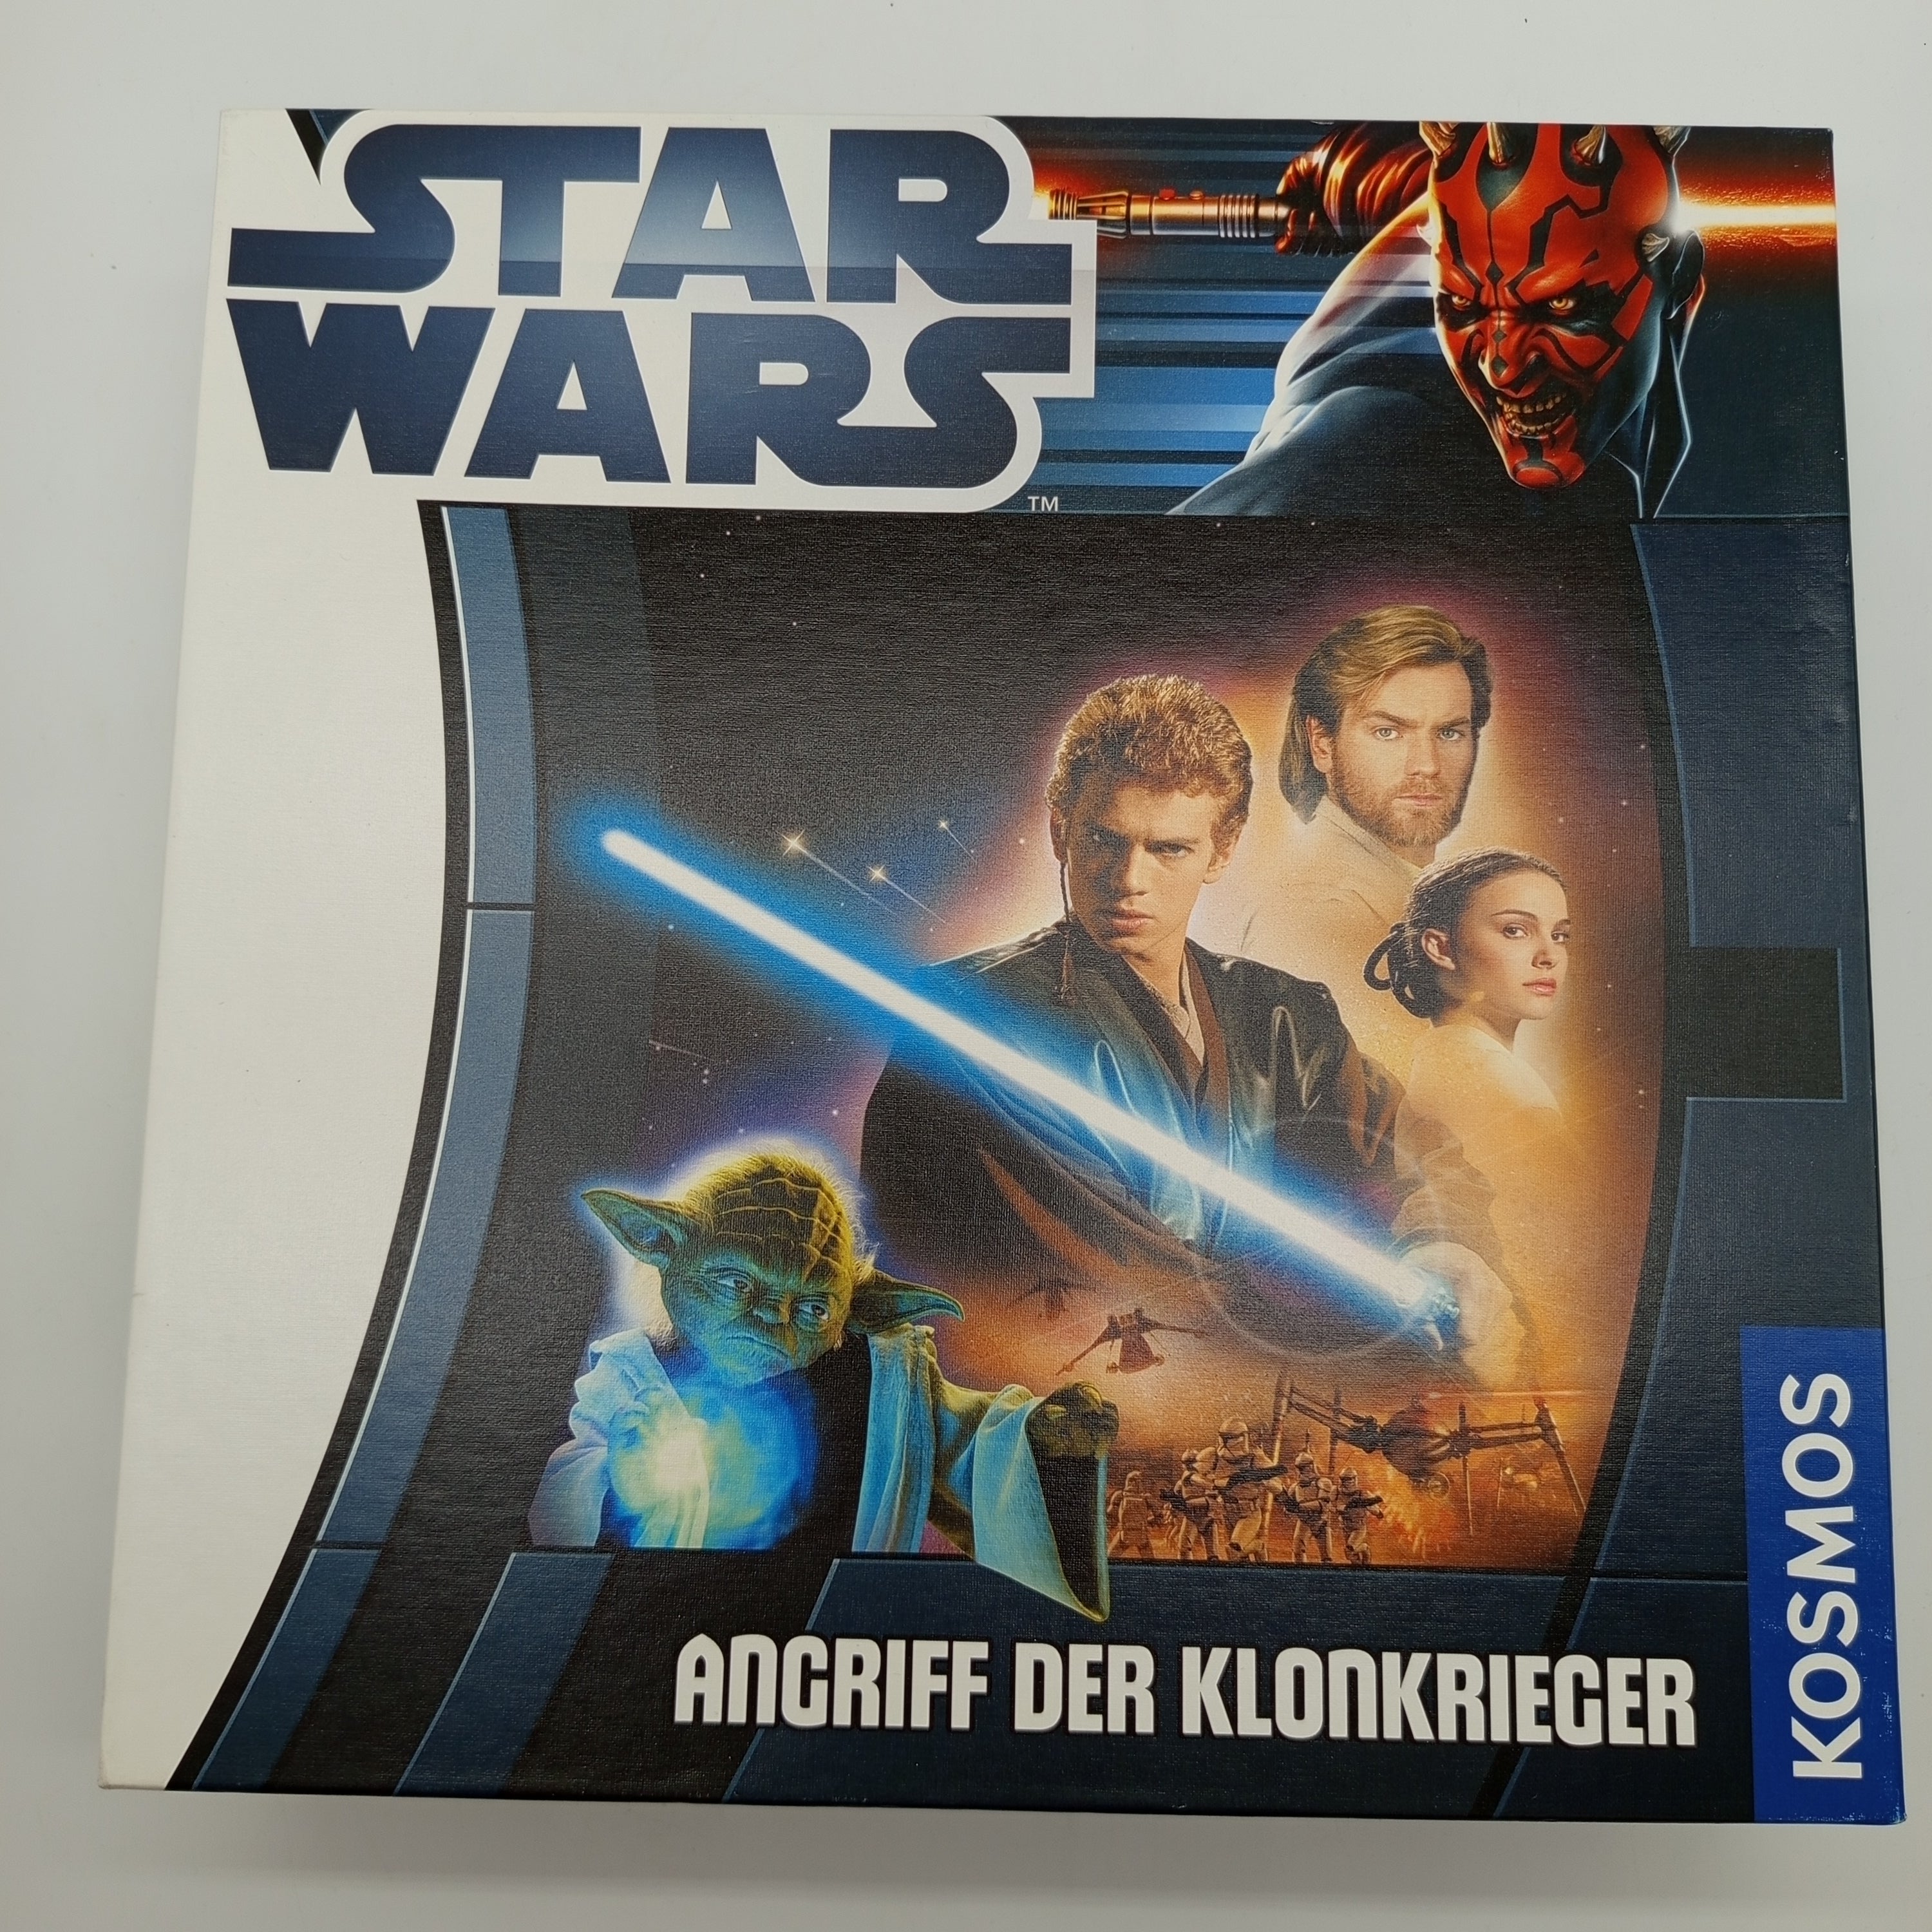 STAR
WARS
TM
ANGRIFF DER KLONKRIEGER
KOSMOS